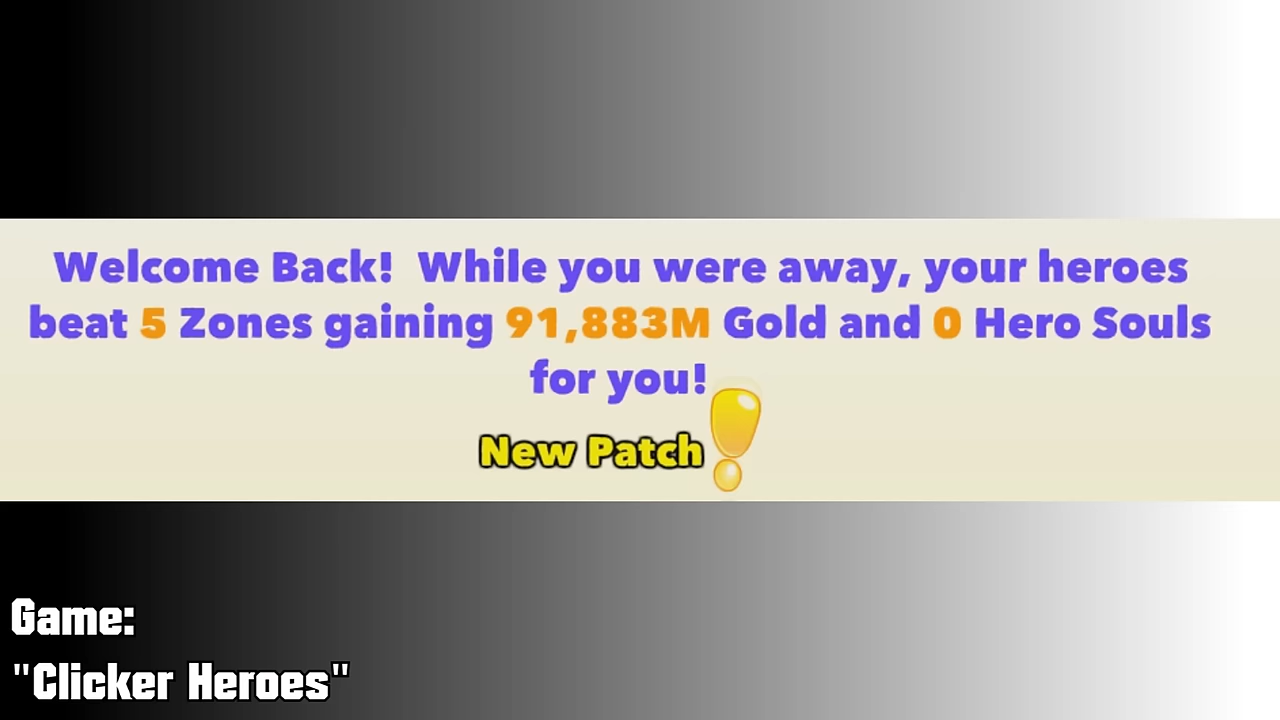 Welcome Back!  While you were away, your heroes
beat 5 Zones gaining 91,883M Gold and 0 Hero Souls
for you!
New Patch!
Game:
"Clicker Heroes"